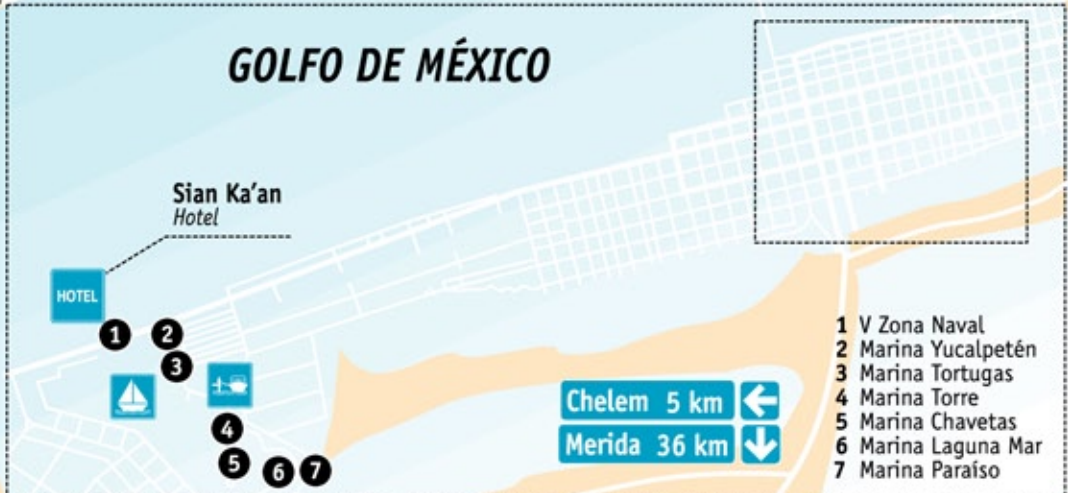 GOLFO DE MÉXICO
Sian Ka'an
Hotel
HOTEL
1
2
3
4
5
6
7
Chelem 5 km
Merida 36 km
1 V Zona Naval
2 Marina Yucalpetén
3 Marina Tortugas
4 Marina Torre
5 Marina Chavetas
6 Marina Laguna Mar
7 Marina Paraíso